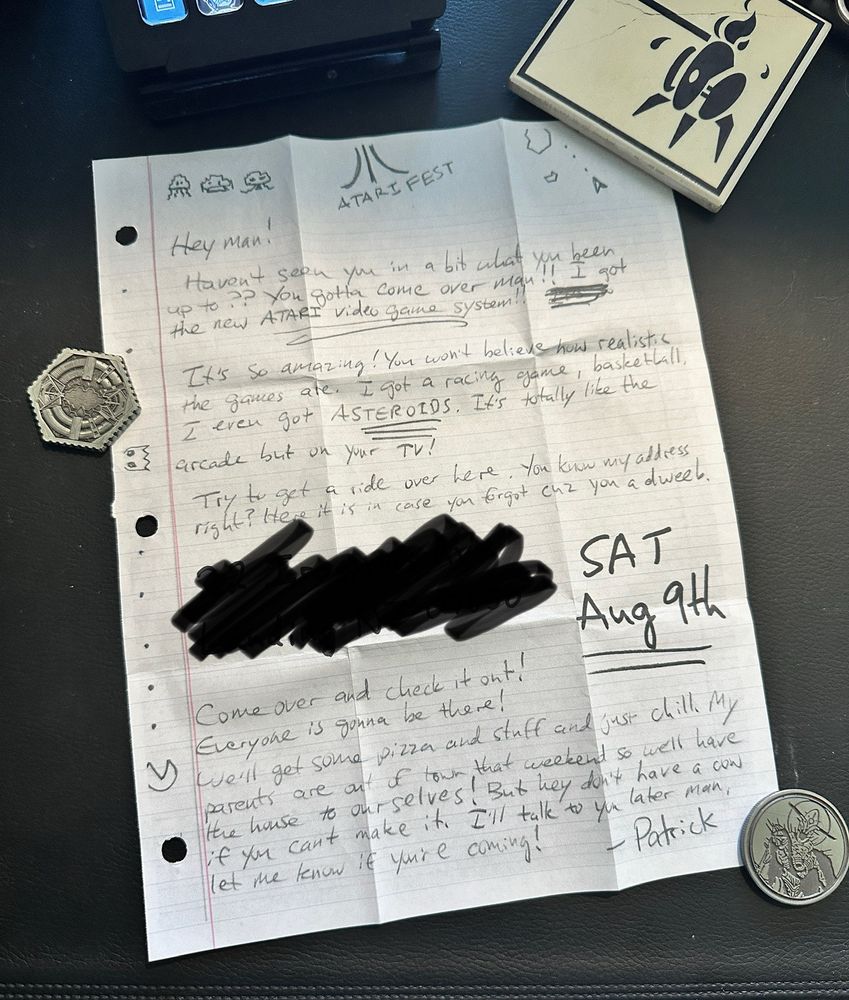 ATARI FEST
Hey man!
Haven't seen you in a bit what you been
up to?? You gotta come over man!! I got
the new ATARI video game system!!
It's so amazing! You won't believe how realistic
the games are. I got a racing game, basketball,
I even got ASTEROIDS. It's totally like the
arcade but on your TV!
Try to get a ride over here. You know my address
right? Here it is in case you forgot cuz you a dweeb.
SAT
Aug 9th
Come over and check it out!
Everyone is gonna be there!
We'll get some pizza and stuff and just chill. My
parents are out of town that weekend so we'll have
the house to ourselves! But hey don't have a cow
if you can't make it. I'll talk to you later man,
let me know if you're coming!
- Patrick